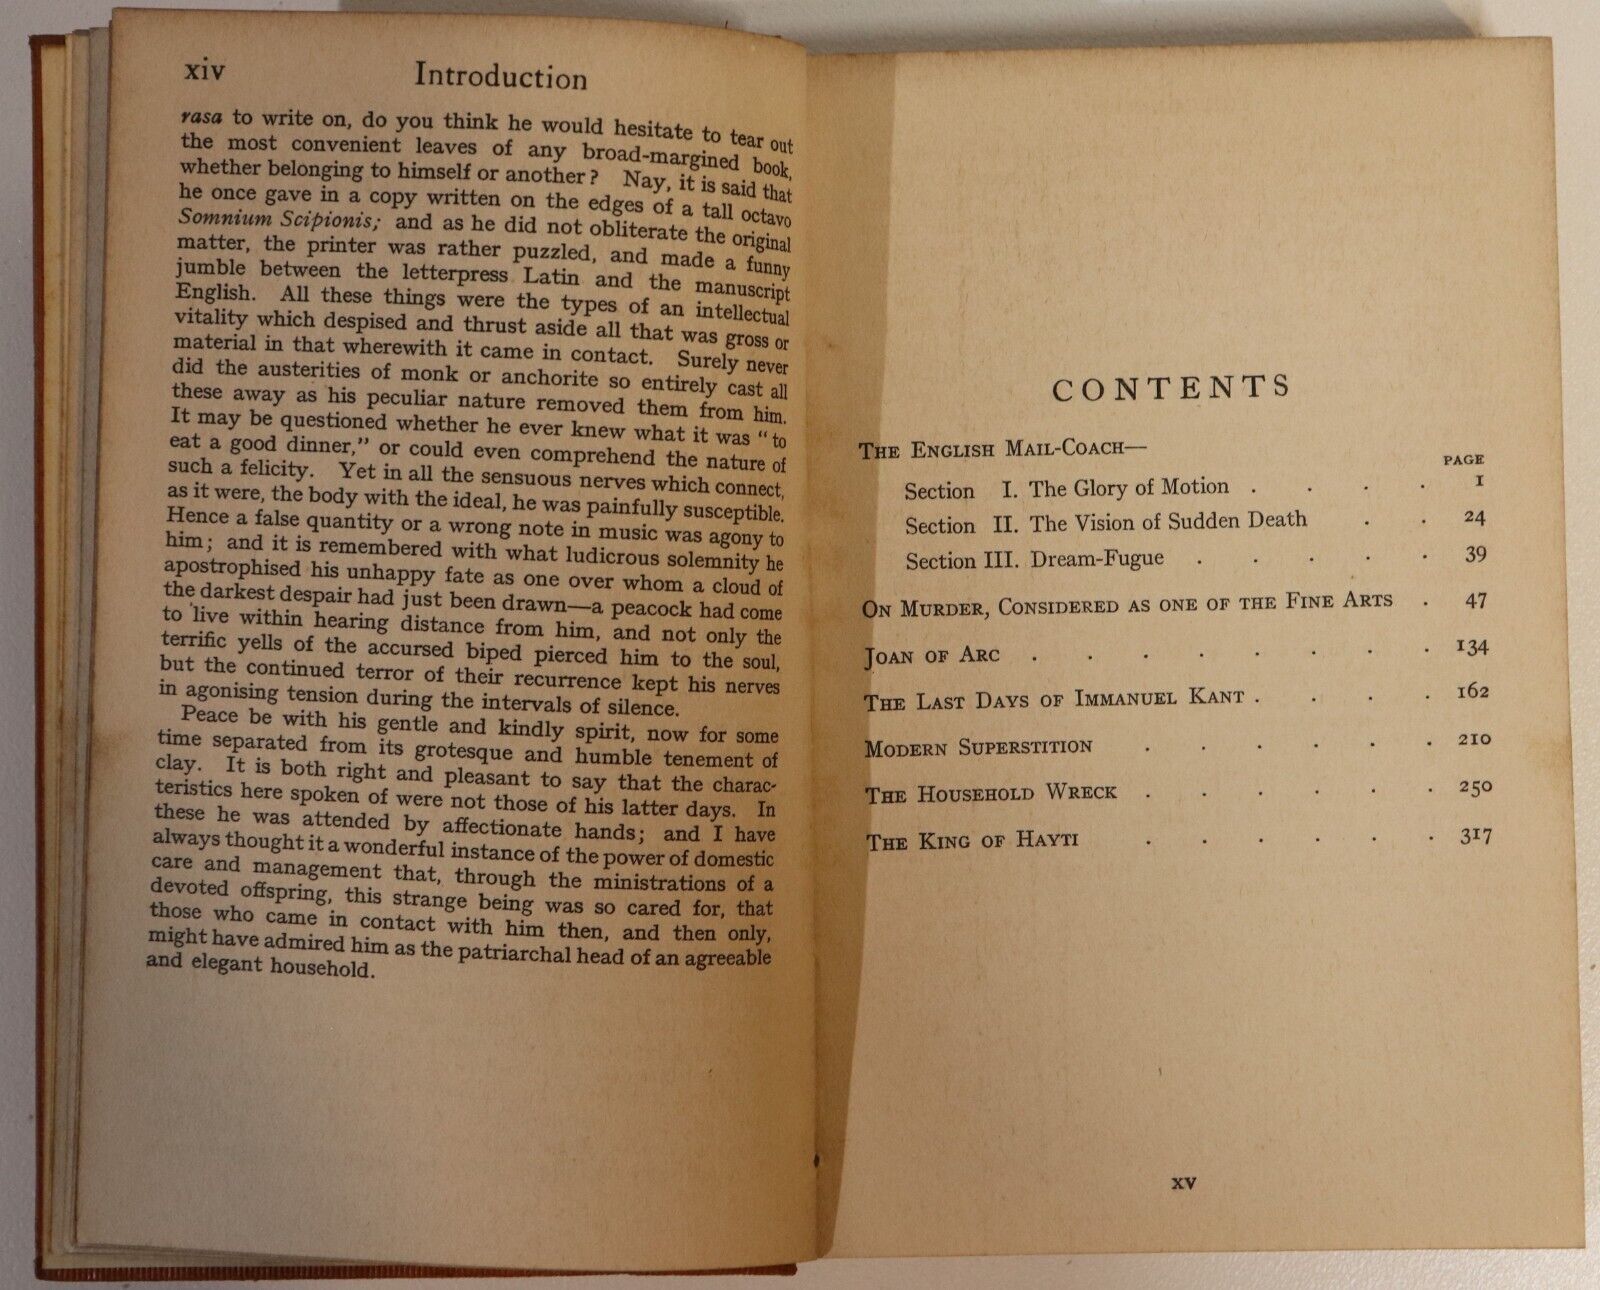 xiv Introduction
rasa to write on, do you think he would hesitate to tear out
the most convenient leaves of any broad-margined book,
whether belonging to himself or another? Nay, it is said that
he once gave in a copy written on the edges of a tall octavo
Somnium Scipionis; and as he did not obliterate the original
matter, the printer was rather puzzled, and made a funny
jumble between the letterpress Latin and the manuscript
English. All these things were the types of an intellectual
vitality which despised and thrust aside all that was gross or
material in that wherewith it came in contact. Surely never
did the austerities of monk or anchorite so entirely cast all
these away as his peculiar nature removed them from him.
It may be questioned whether he ever knew what it was "to
eat a good dinner," or could even comprehend the nature of
such a felicity. Yet in all the sensuous nerves which connect,
as it were, the body with the ideal, he was painfully susceptible.
Hence a false quantity or a wrong note in music was agony to
him; and it is remembered with what ludicrous solemnity he
apostrophised his unhappy fate as one over whom a cloud of
the darkest despair had just been drawn—a peacock had come
to live within hearing distance from him, and not only the
terrific yells of the accursed biped pierced him to the soul,
but the continued terror of their recurrence kept his nerves
in agonising tension during the intervals of silence.
Peace be with his gentle and kindly spirit, now for some
time separated from its grotesque and humble tenement of
clay. It is both right and pleasant to say that the charac-
teristics here spoken of were not those of his latter days. In
these he was attended by affectionate hands; and I have
always thought it a wonderful instance of the power of domestic
care and management that, through the ministrations of a
devoted offspring, this strange being was so cared for, that
those who came in contact with him then, and then only,
might have admired him as the patriarchal head of an agreeable
and elegant household.
CONTENTS
THE ENGLISH MAIL-COACH—
PAGE
Section I. The Glory of Motion . . . . 1
Section II. The Vision of Sudden Death . . 24
Section III. Dream-Fugue . . . . . 39
ON MURDER, CONSIDERED AS ONE OF THE FINE ARTS . 47
JOAN OF ARC . . . . . . . . 134
THE LAST DAYS OF IMMANUEL KANT . . . . 162
MODERN SUPERSTITION . . . . . . 210
THE HOUSEHOLD WRECK . . . . . . 250
THE KING OF HAYTI . . . . . . 317
xv